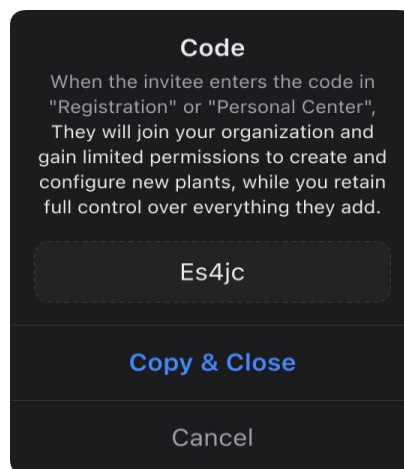 Code
When the invitee enters the code in
"Registration" or "Personal Center",
They will join your organization and
gain limited permissions to create and
configure new plants, while you retain
full control over everything they add.
Es4jc
Copy & Close
Cancel